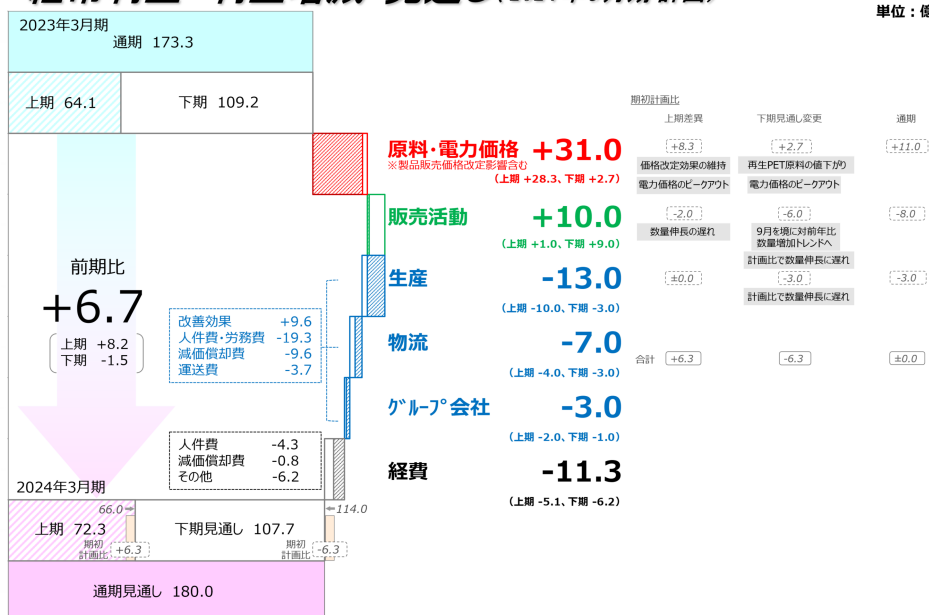 単位：億
2023年3月期
通期 173.3
上期 64.1
下期 109.2
前期比
+6.7
上期 +8.2
下期 -1.5
原料・電力価格 +31.0
※製品販売価格改定影響含む
(上期 +28.3、下期 +2.7)
販売活動 +10.0
(上期 +1.0、下期 +9.0)
生産 -13.0
(上期 -10.0、下期 -3.0)
改善効果 +9.6
人件費・労務費 -19.3
減価償却費 -9.6
運送費 -3.7
物流 -7.0
(上期 -4.0、下期 -3.0)
ｸﾞﾙｰﾌﾟ会社 -3.0
(上期 -2.0、下期 -1.0)
人件費 -4.3
減価償却費 -0.8
その他 -6.2
経費 -11.3
(上期 -5.1、下期 -6.2)
期初計画比
上期差異 下期見通し変更 通期
+8.3 +2.7 +11.0
価格改定効果の維持 再生PET原料の値下がり
電力価格のピークアウト 電力価格のピークアウト
-2.0 -6.0 -8.0
数量伸長の遅れ
9月を境に対前年比
数量増加トレンドへ
計画比で数量伸長に遅れ
±0.0 -3.0 -3.0
計画比で数量伸長に遅れ
合計 +6.3 -6.3 ±0.0
2024年3月期
66.0
114.0
上期 72.3
下期見通し 107.7
期初
計画比
+6.3
期初
計画比
-6.3
通期見通し 180.0